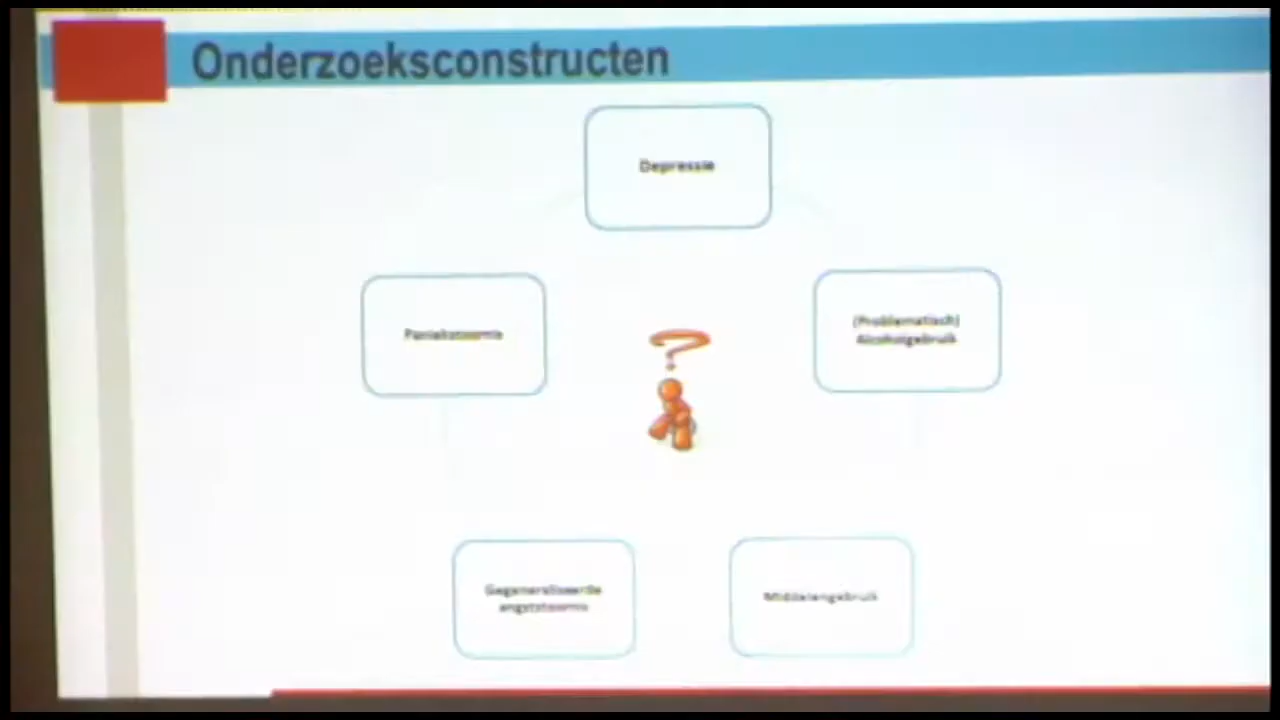 Onderzoeksconstructen
Depressie
(Problematisch)
Alcoholgebruik
Middelengebruik
Gegeneraliseerde
angststoornis
Paniekstoornis